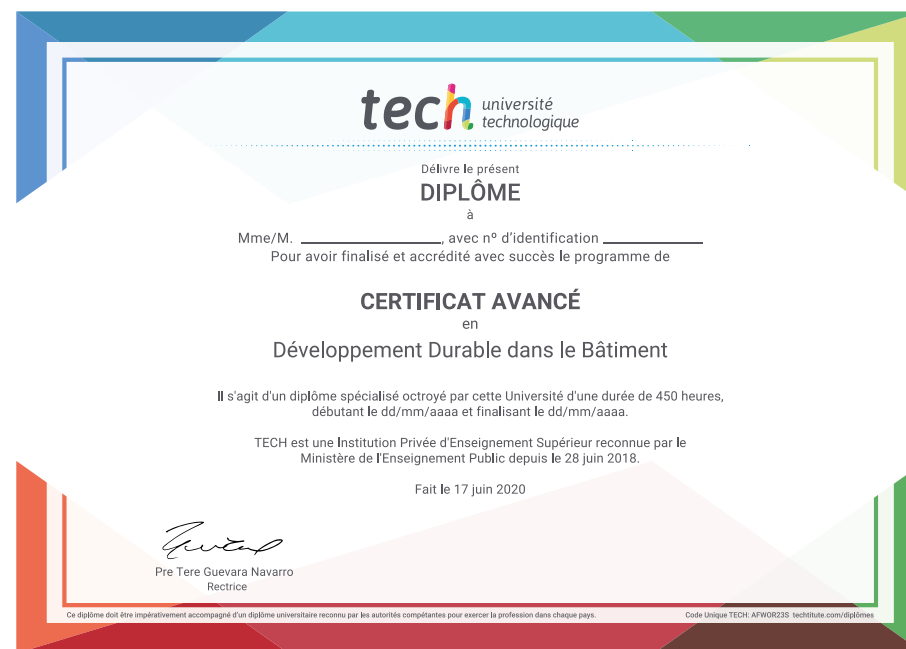 tech université
technologique
Délivre le présent
DIPLÔME
à
Mme/M. ____________________, avec nº d'identification ______________
Pour avoir finalisé et accrédité avec succès le programme de
CERTIFICAT AVANCÉ
en
Développement Durable dans le Bâtiment
Il s'agit d'un diplôme spécialisé octroyé par cette Université d'une durée de 450 heures,
débutant le dd/mm/aaaa et finalisant le dd/mm/aaaa.
TECH est une Institution Privée d'Enseignement Supérieur reconnue par le
Ministère de l'Enseignement Public depuis le 28 juin 2018.
Fait le 17 juin 2020
Pre Tere Guevara Navarro
Rectrice
Ce diplôme doit être impérativement accompagné d'un diplôme universitaire reconnu par les autorités compétentes pour exercer la profession dans chaque pays.
Code Unique TECH: AFWOR23S techtitute.com/diplômes